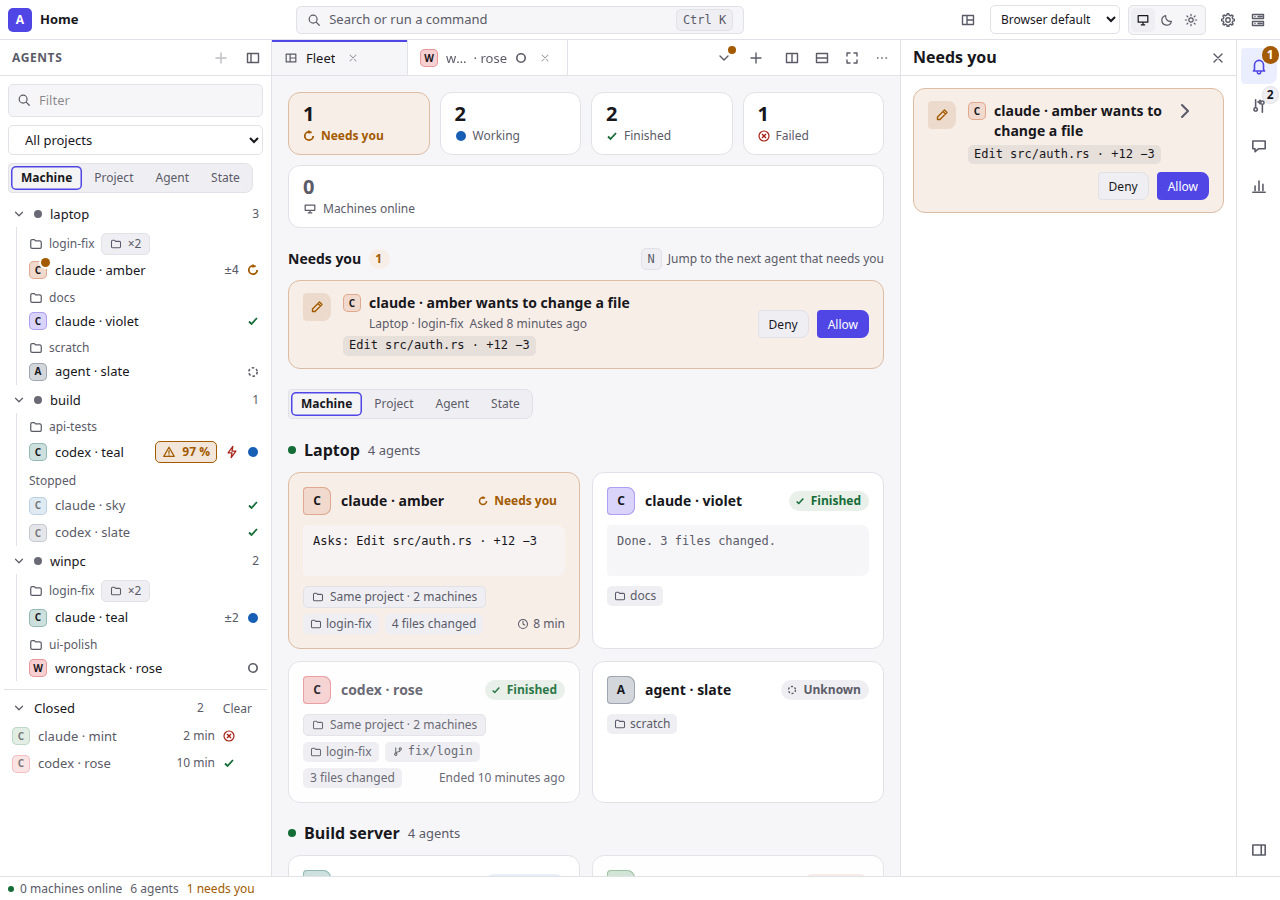 A Home
Search or run a command Ctrl K
Browser default
AGENTS
Filter
All projects
Machine Project Agent State
laptop 3
login-fix ×2
C claude · amber ±4
docs
C claude · violet
scratch
A agent · slate
build 1
api-tests
C codex · teal 97 %
Stopped
C claude · sky
C codex · slate
winpc 2
login-fix ×2
C claude · teal ±2
ui-polish
W wrongstack · rose
Closed 2 Clear
C claude · mint 2 min
C codex · rose 10 min
Fleet
W w… · rose
1
Needs you
2
Working
2
Finished
1
Failed
0
Machines online
Needs you 1
N Jump to the next agent that needs you
C claude · amber wants to change a file
Laptop · login-fix Asked 8 minutes ago
Edit src/auth.rs · +12 −3
Deny Allow
Machine Project Agent State
Laptop 4 agents
C claude · amber Needs you
Asks: Edit src/auth.rs · +12 −3
Same project · 2 machines
login-fix 4 files changed 8 min
C claude · violet Finished
Done. 3 files changed.
docs
C codex · rose Finished
Same project · 2 machines
login-fix fix/login
3 files changed Ended 10 minutes ago
A agent · slate Unknown
scratch
Build server 4 agents
Needs you
C claude · amber wants to
change a file
Edit src/auth.rs · +12 −3
Deny Allow
1
2
0 machines online 6 agents 1 needs you